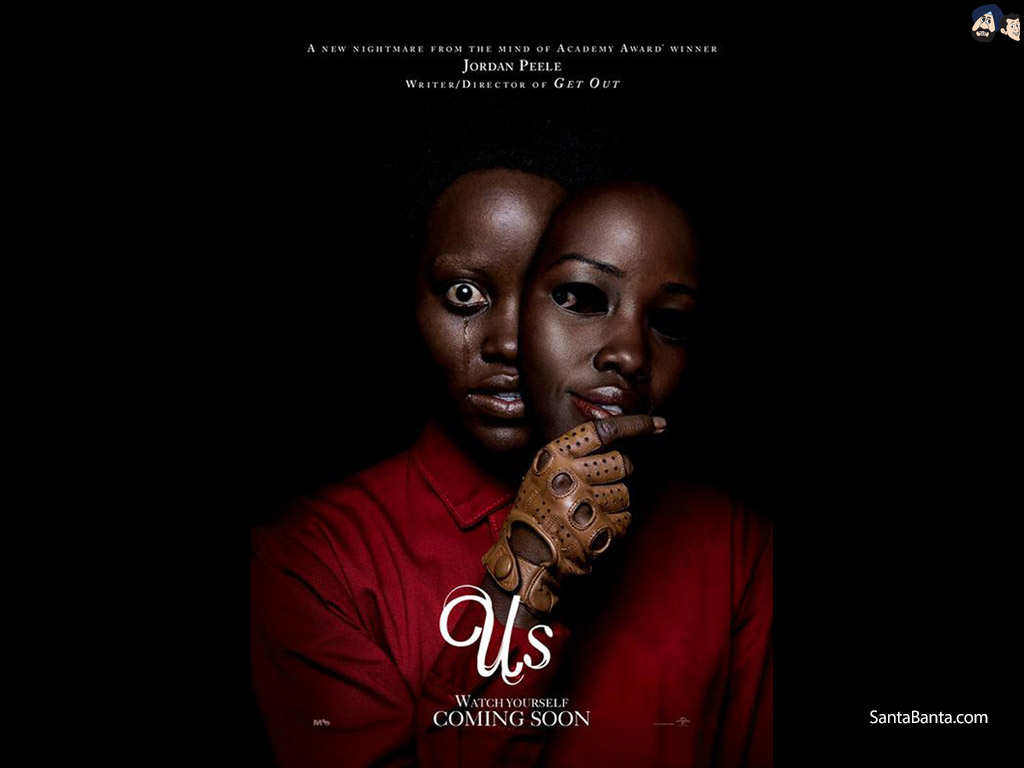 A new nightmare from the mind of Academy Award® winner
Jordan Peele
Writer/Director of Get Out
Us
Watch yourself
COMING SOON
SantaBanta.com